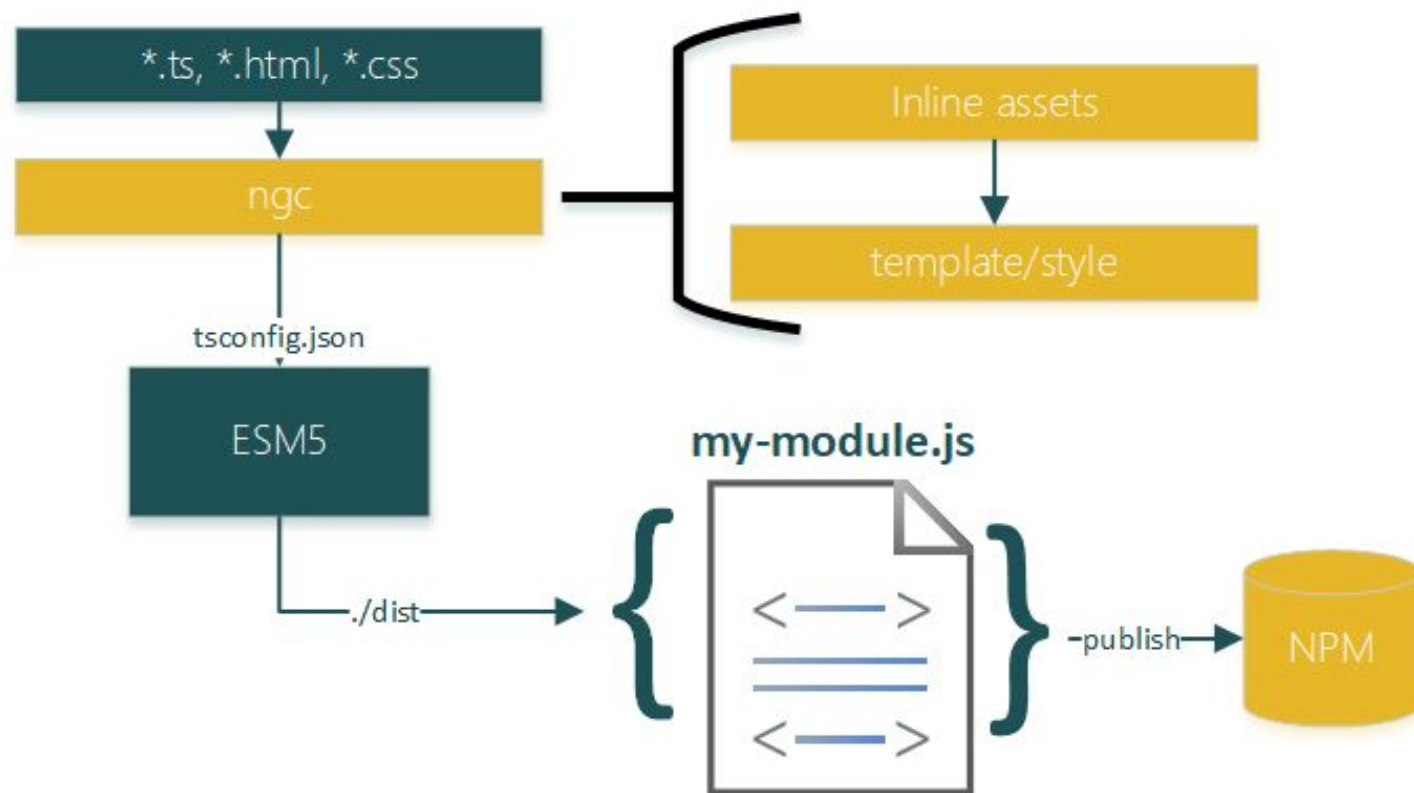 *.ts, *.html, *.css
ngc
Inline assets
template/style
tsconfig.json
ESM5
my-module.js
./dist
-publish
NPM